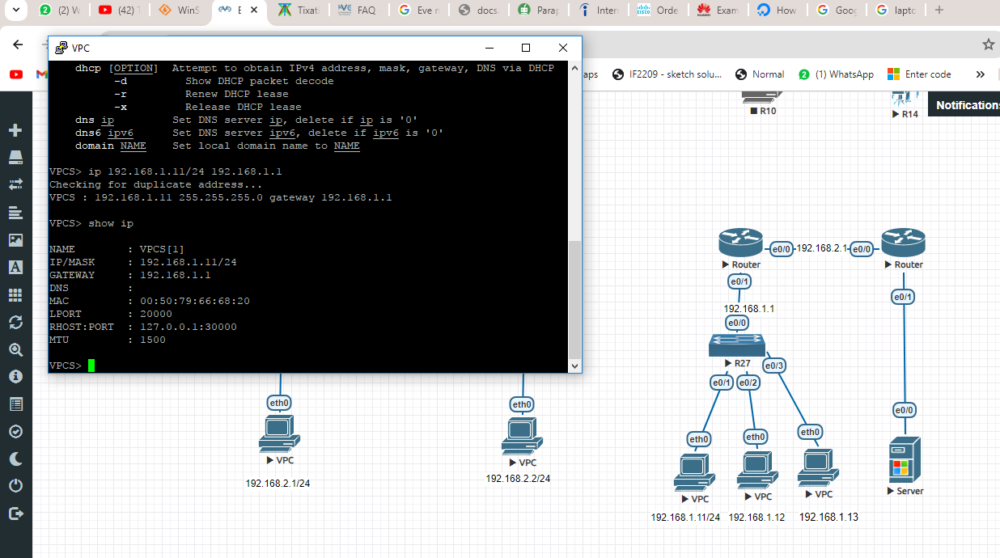 2 (2) W
(42)
WinS
E
Tixati
FAQ
Eve
docs.
Parap
Inter
Orde
Exam
How
Goog
lapto
VPC
aps
IF2209 - sketch solu...
Normal
2 (1) WhatsApp
Enter code
»
dhcp [OPTION] Attempt to obtain IPv4 address, mask, gateway, DNS via DHCP
-d Show DHCP packet decode
-r Renew DHCP lease
-x Release DHCP lease
dns ip Set DNS server ip, delete if ip is '0'
dns6 ipv6 Set DNS server ipv6, delete if ipv6 is '0'
domain NAME Set local domain name to NAME
VPCS> ip 192.168.1.11/24 192.168.1.1
Checking for duplicate address...
VPCS : 192.168.1.11 255.255.255.0 gateway 192.168.1.1
VPCS> show ip
NAME : VPCS[1]
IP/MASK : 192.168.1.11/24
GATEWAY : 192.168.1.1
DNS :
MAC : 00:50:79:66:68:20
LPORT : 20000
RHOST:PORT : 127.0.0.1:30000
MTU : 1500
VPCS>
R10
R14
Notifications
e0/0 192.168.2.1 e0/0
Router
Router
e0/1
e0/1
192.168.1.1
e0/0
R27
e0/3
e0/1
e0/2
eth0
eth0
e0/0
eth0
eth0
eth0
VPC
VPC
VPC
VPC
VPC
Server
192.168.2.1/24
192.168.2.2/24
192.168.1.11/24
192.168.1.12
192.168.1.13